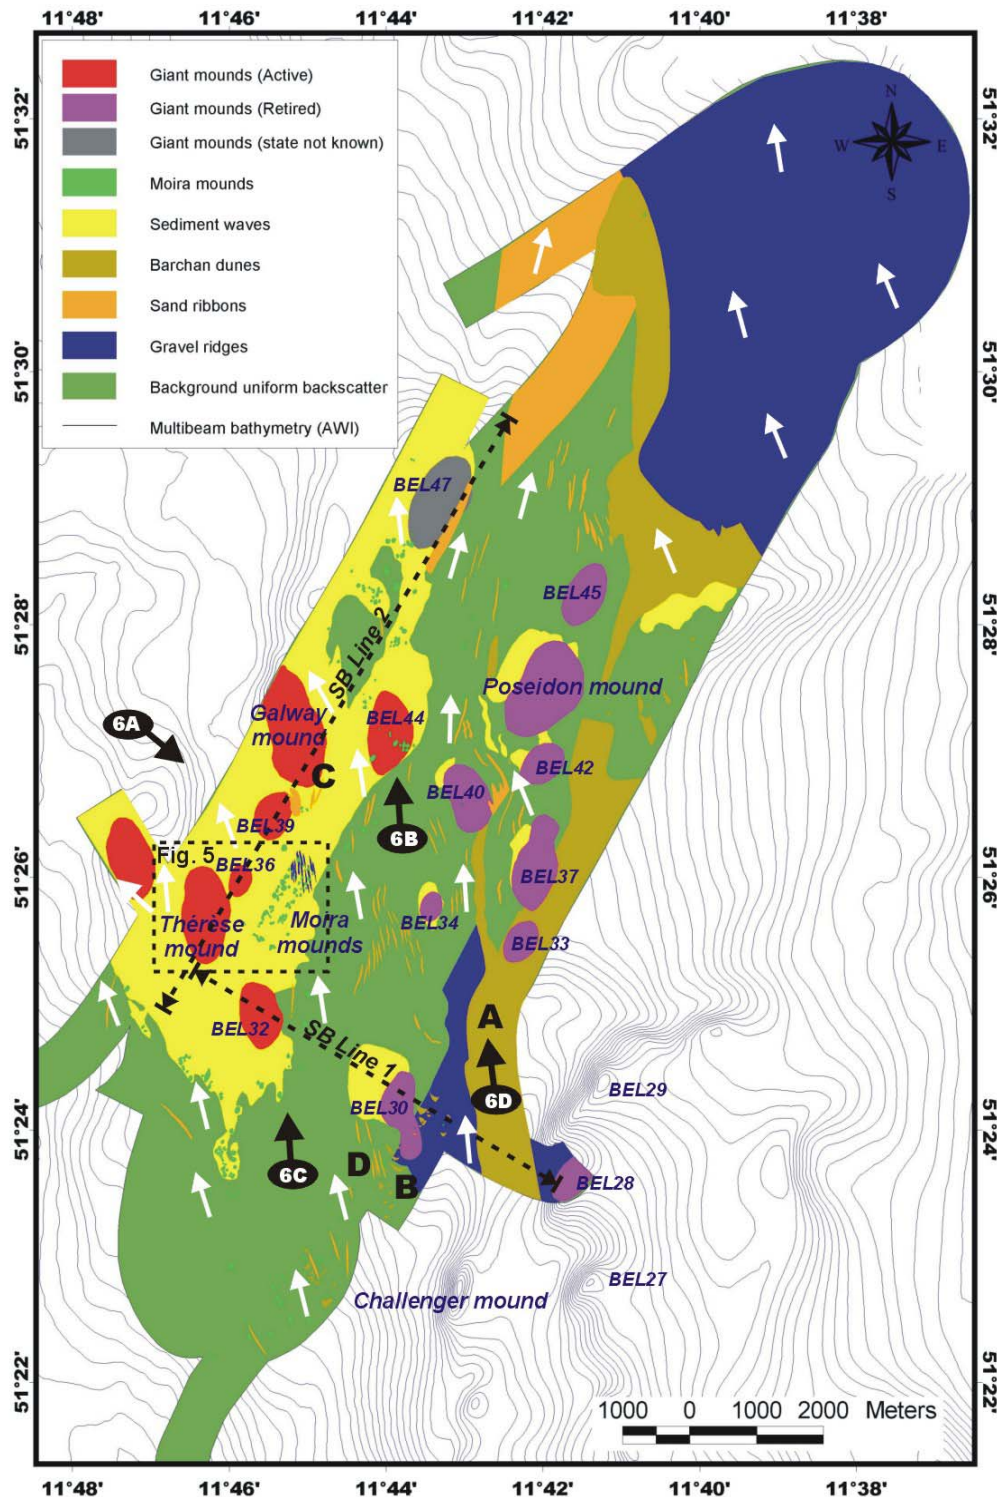 11°48' 11°46' 11°44' 11°42' 11°40' 11°38'
Giant mounds (Active)
Giant mounds (Retired)
Giant mounds (state not known)
Moira mounds
Sediment waves
Barchan dunes
Sand ribbons
Gravel ridges
Background uniform backscatter
Multibeam bathymetry (AWI)
N
W E
S
51°32' 51°32'
51°30' 51°30'
BEL47
BEL45
51°28' 51°28'
SB Line 2
Poseidon mound
Galway
mound
BEL44
6A
C
BEL42
BEL40
BEL39
6B
Fig. 5
BEL36
51°26' 51°26'
BEL37
Thérèse
mound
Moira
mounds
BEL34
BEL33
A
BEL32
SB Line 1
BEL29
6D
BEL30
51°24' 51°24'
6C
D
B
BEL28
BEL27
Challenger mound
51°22' 51°22'
1000 0 1000 2000 Meters
11°48' 11°46' 11°44' 11°42' 11°40' 11°38'